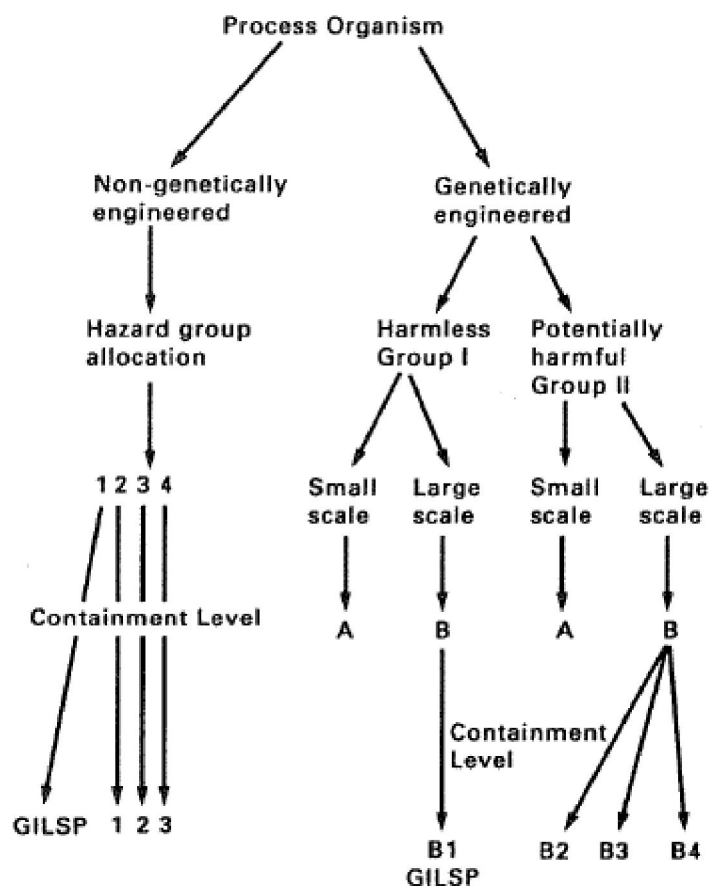 Process Organism
Non-genetically
engineered
Genetically
engineered
Hazard group
allocation
Harmless
Group I
Potentially
harmful
Group II
1 2 3 4
Small
scale
Large
scale
Small
scale
Large
scale
Containment Level
A
B
A
B
Containment
Level
GILSP 1 2 3
B1
GILSP
B2 B3 B4